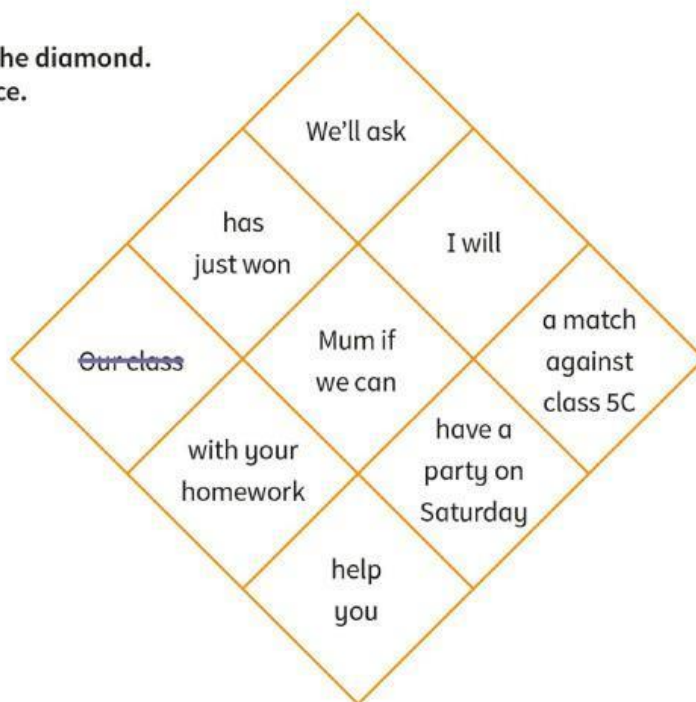 he diamond.
ce.
We'll ask
has
just won
I will
Our class
Mum if
we can
a match
against
class 5C
with your
homework
have a
party on
Saturday
help
you